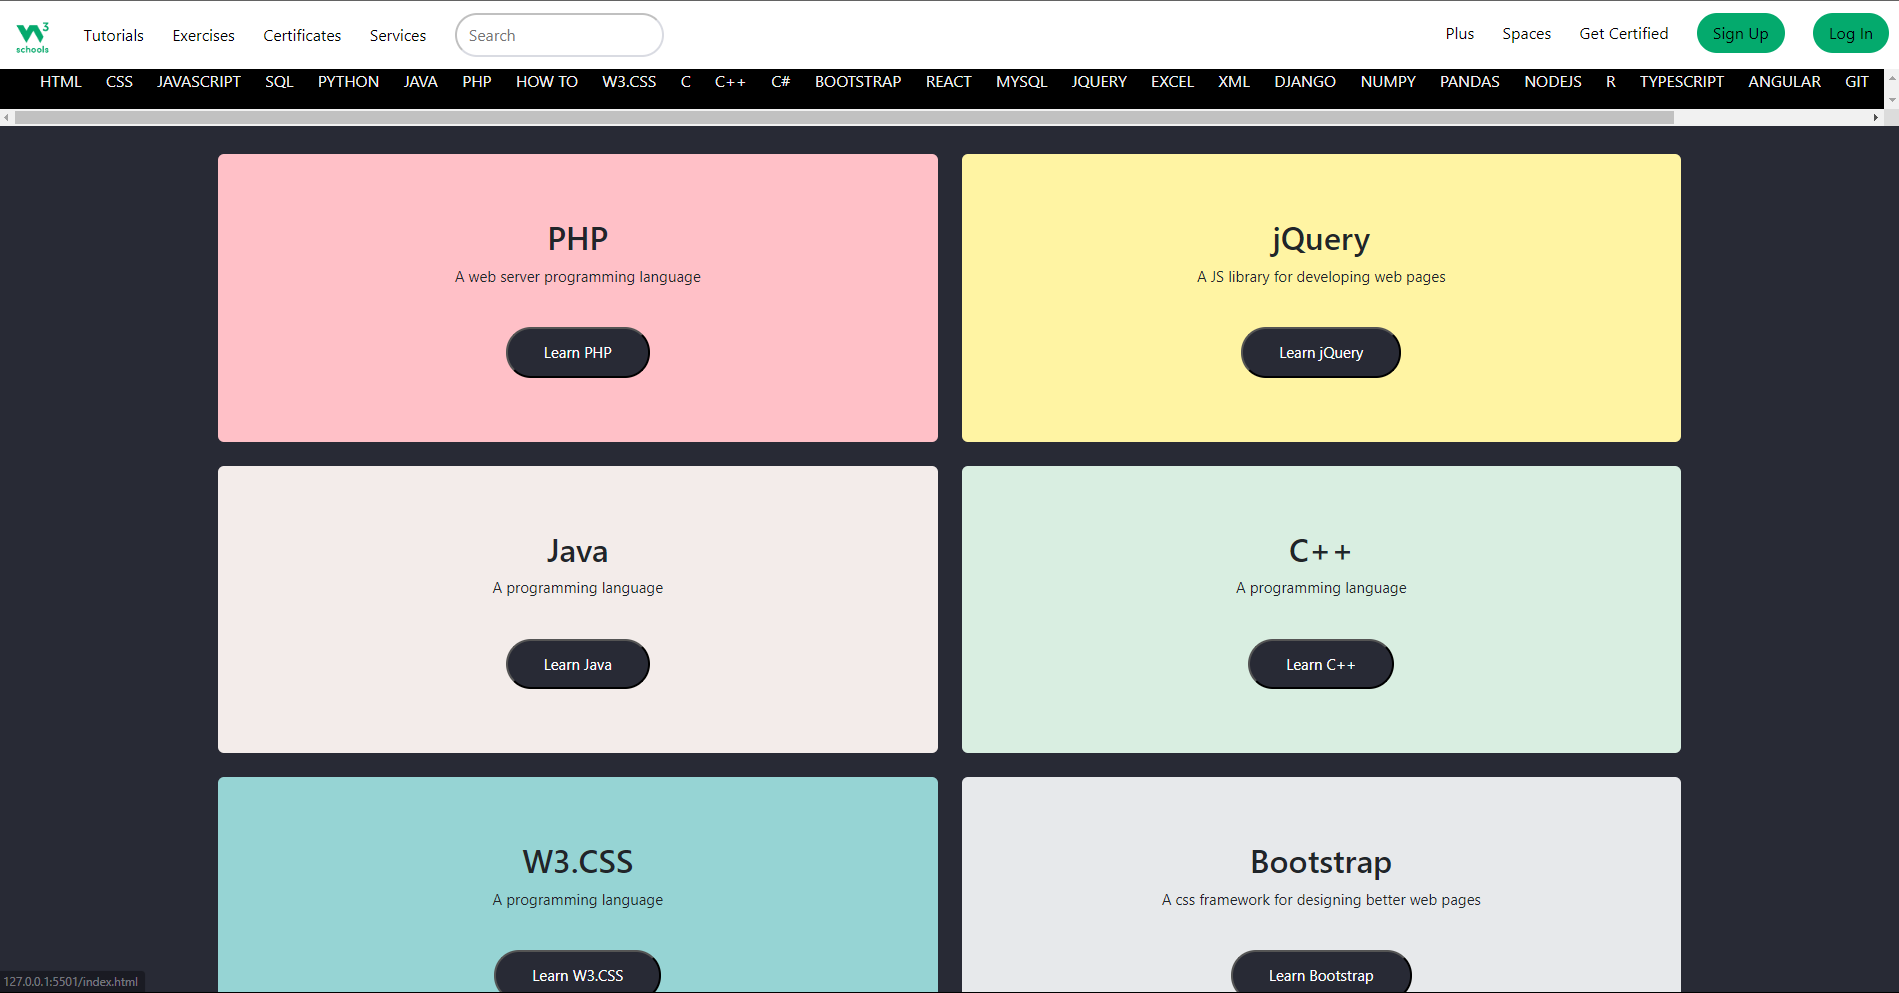 W3 schools Tutorials Exercises Certificates Services Search Plus Spaces Get Certified Sign Up Log In
HTML CSS JAVASCRIPT SQL PYTHON JAVA PHP HOW TO W3.CSS C C++ C# BOOTSTRAP REACT MYSQL JQUERY EXCEL XML DJANGO NUMPY PANDAS NODEJS R TYPESCRIPT ANGULAR GIT
PHP
A web server programming language
Learn PHP
jQuery
A JS library for developing web pages
Learn jQuery
Java
A programming language
Learn Java
C++
A programming language
Learn C++
W3.CSS
A programming language
Learn W3.CSS
Bootstrap
A css framework for designing better web pages
Learn Bootstrap
127.0.0.1:5501/index.html